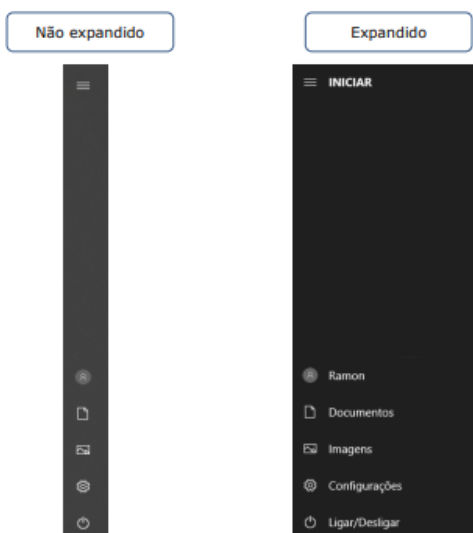 Não expandido
Expandido
INICIAR
Ramon
Documentos
Imagens
Configurações
Ligar/Desligar